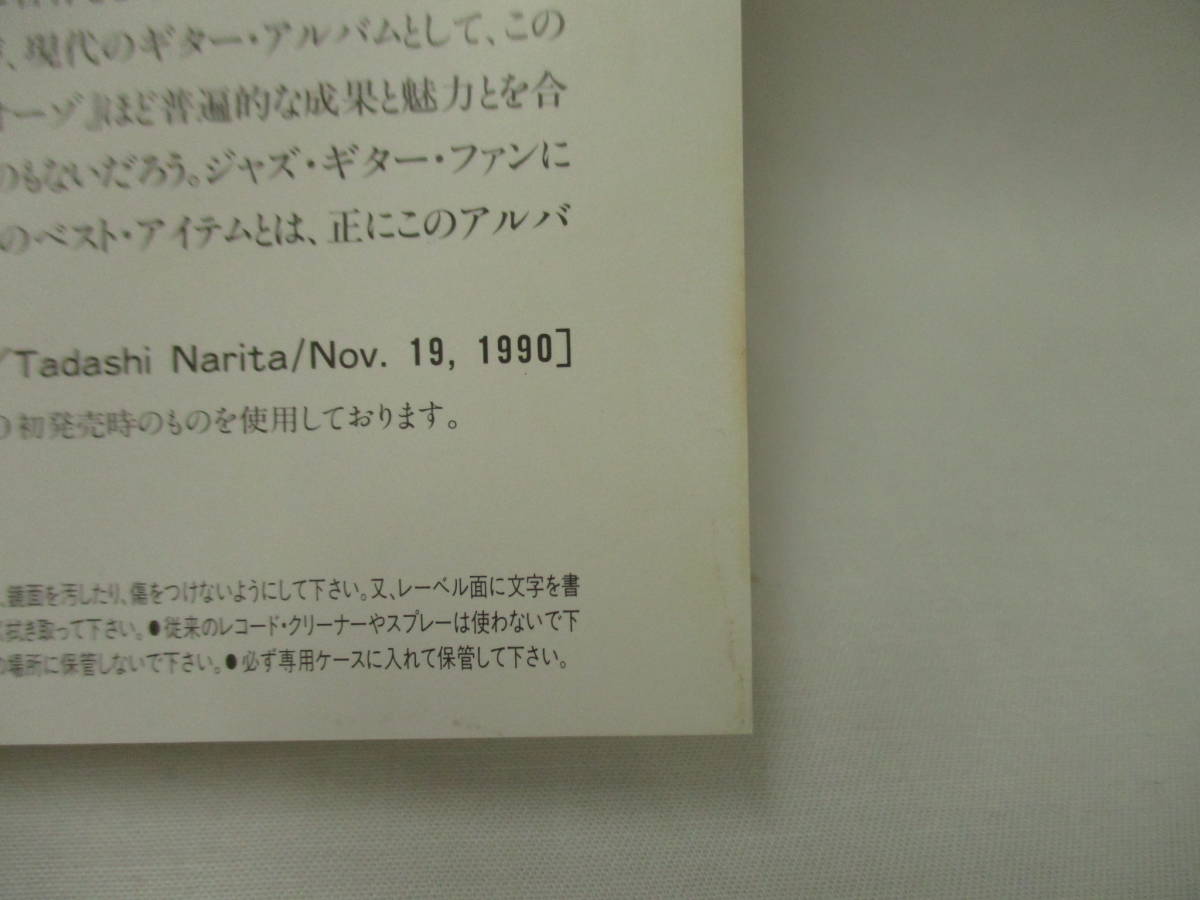 、現代のギター・アルバムとして、この
オーゾ』ほど普遍的な成果と魅力とを合
のもないだろう。ジャズ・ギター・ファンに
のベスト・アイテムとは、正にこのアルバ
/Tadashi Narita/Nov. 19, 1990]
初発売時のものを使用しております。
、鏡面を汚したり、傷をつけないようにして下さい。又、レーベル面に文字を書
拭き取って下さい。●従来のレコード・クリーナーやスプレーは使わないで下
の場所に保管しないで下さい。●必ず専用ケースに入れて保管して下さい。